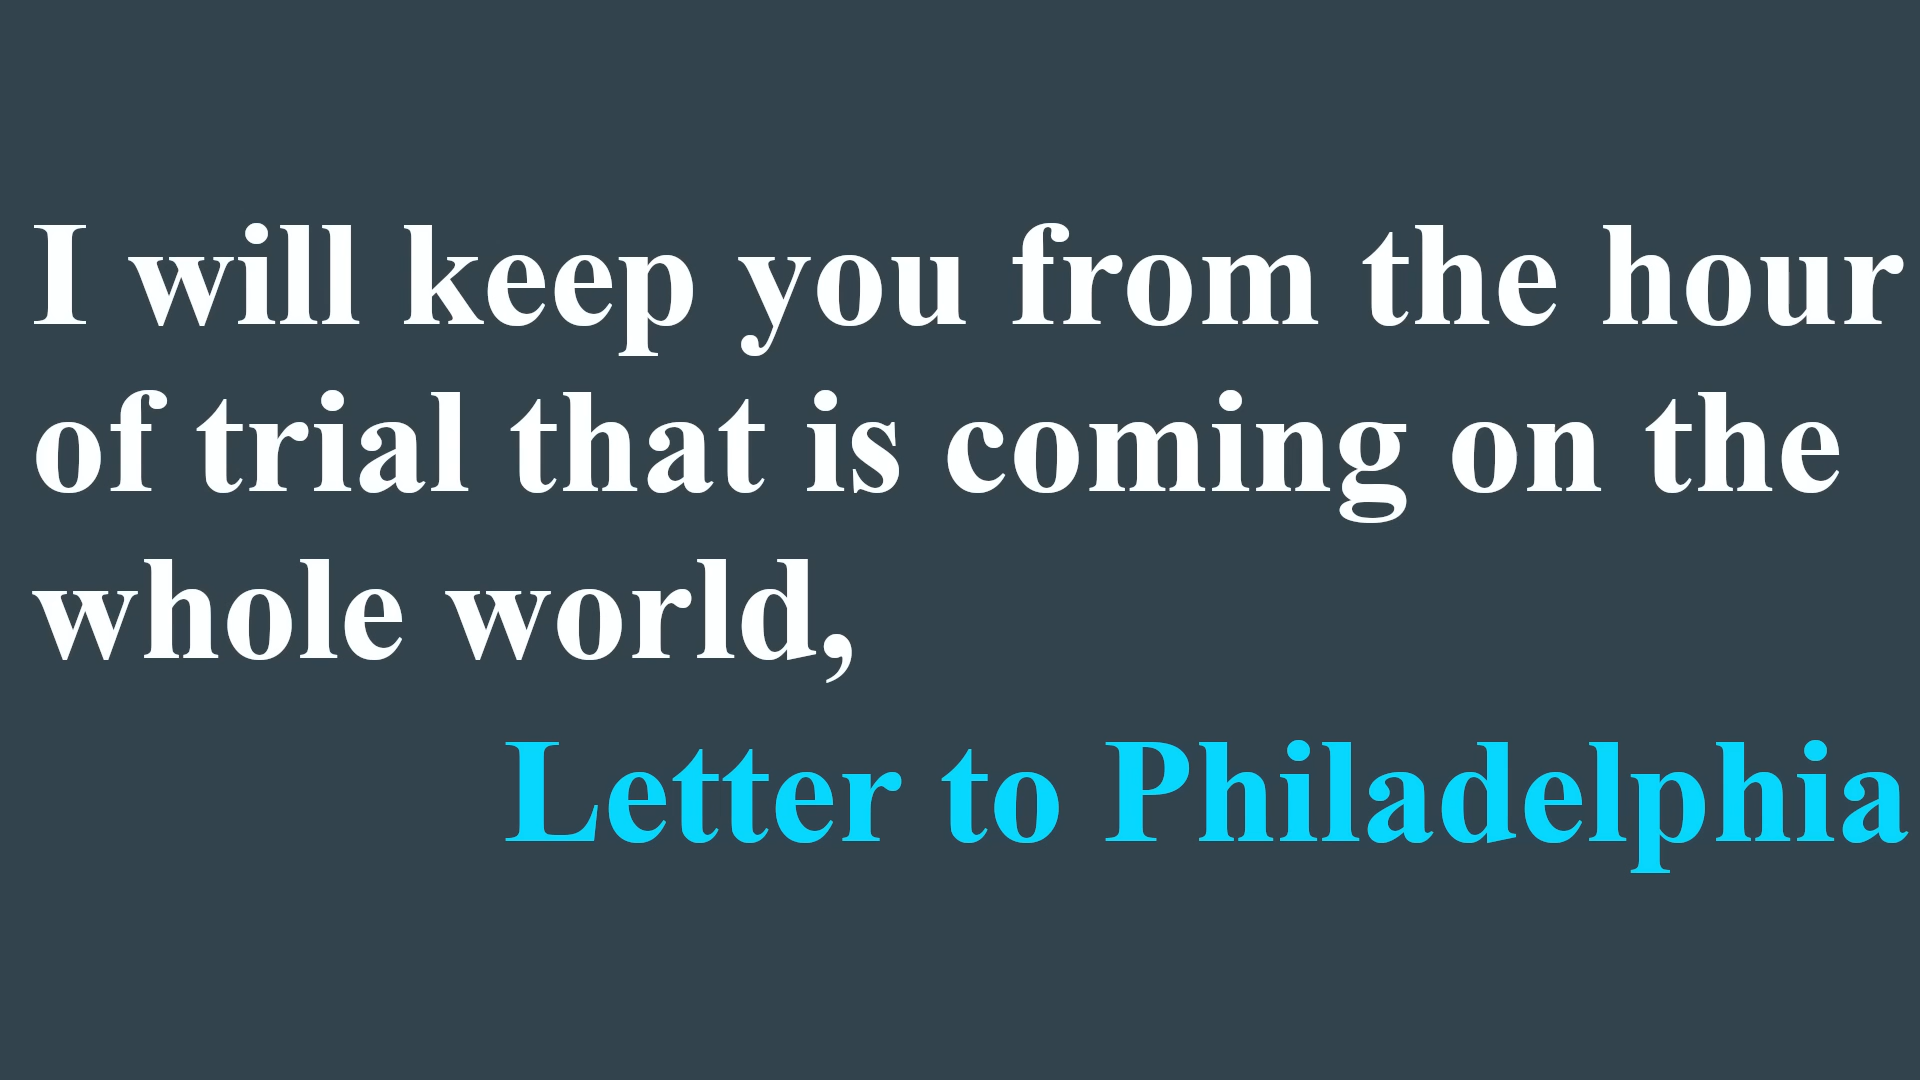 I will keep you from the hour
of trial that is coming on the
whole world,
Letter to Philadelphia